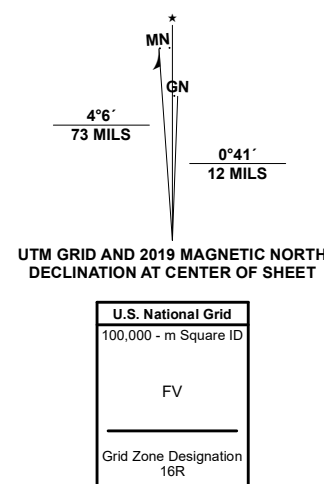 ★
MN
GN
4°6´
73 MILS
0°41´
12 MILS
UTM GRID AND 2019 MAGNETIC NORTH
DECLINATION AT CENTER OF SHEET
U.S. National Grid
100,000 - m Square ID
FV
Grid Zone Designation
16R